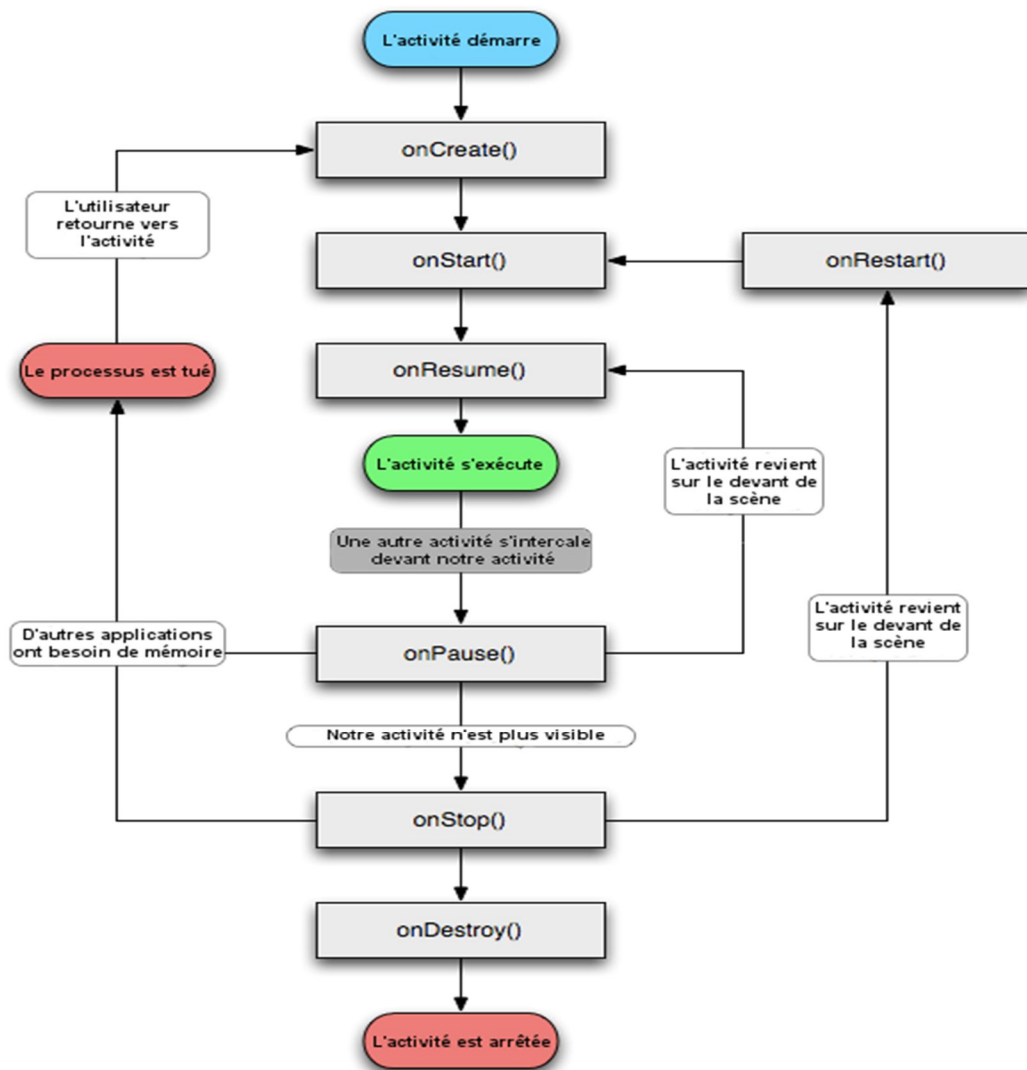 L'activité démarre
onCreate()
L'utilisateur
retourne vers
l'activité
onStart()
onRestart()
Le processus est tué
onResume()
L'activité s'exécute
L'activité revient
sur le devant de
la scène
Une autre activité s'intercale
devant notre activité
D'autres applications
ont besoin de mémoire
onPause()
L'activité revient
sur le devant de
la scène
Notre activité n'est plus visible
onStop()
onDestroy()
L'activité est arrêtée